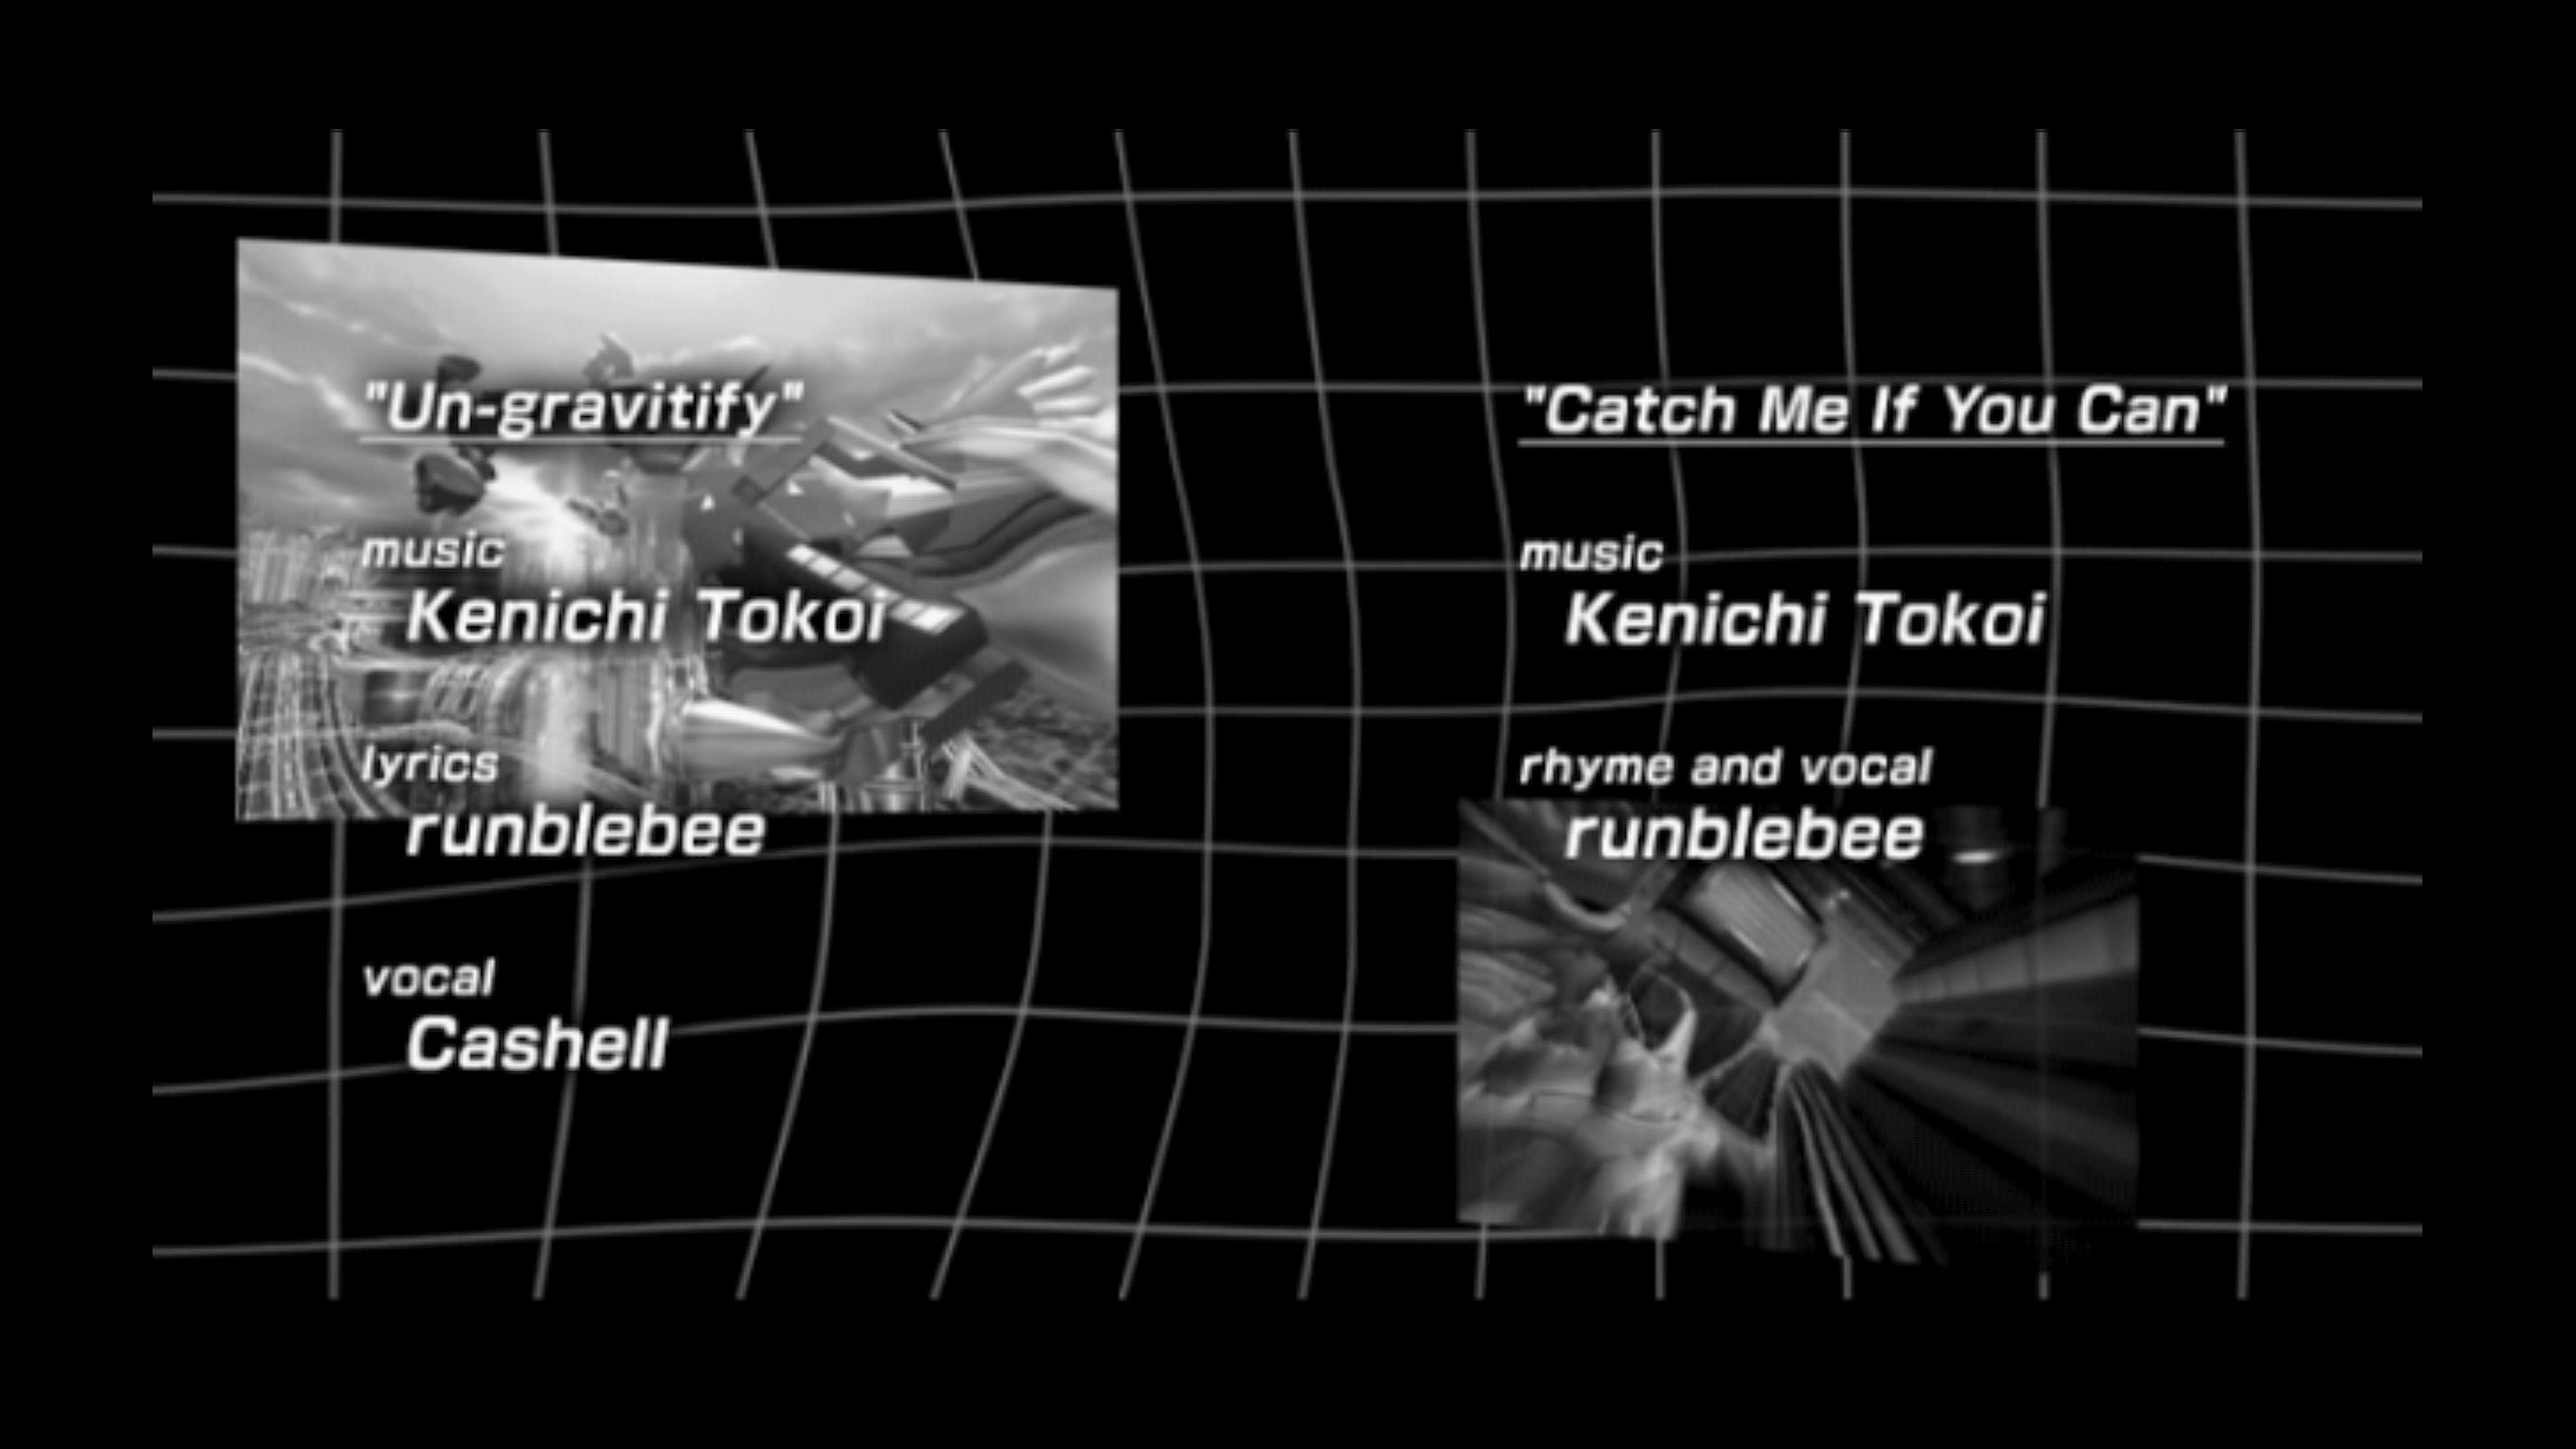 "Un-gravitify"
music
Kenichi Tokoi
lyrics
runblebee
vocal
Cashell
"Catch Me If You Can"
music
Kenichi Tokoi
rhyme and vocal
runblebee